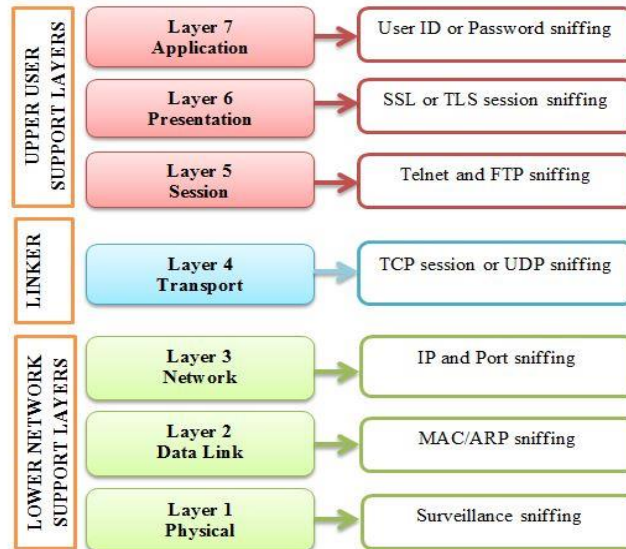 UPPER USER
SUPPORT LAYERS
Layer 7
Application
User ID or Password sniffing
Layer 6
Presentation
SSL or TLS session sniffing
Layer 5
Session
Telnet and FTP sniffing
LINKER
Layer 4
Transport
TCP session or UDP sniffing
LOWER NETWORK
SUPPORT LAYERS
Layer 3
Network
IP and Port sniffing
Layer 2
Data Link
MAC/ARP sniffing
Layer 1
Physical
Surveillance sniffing